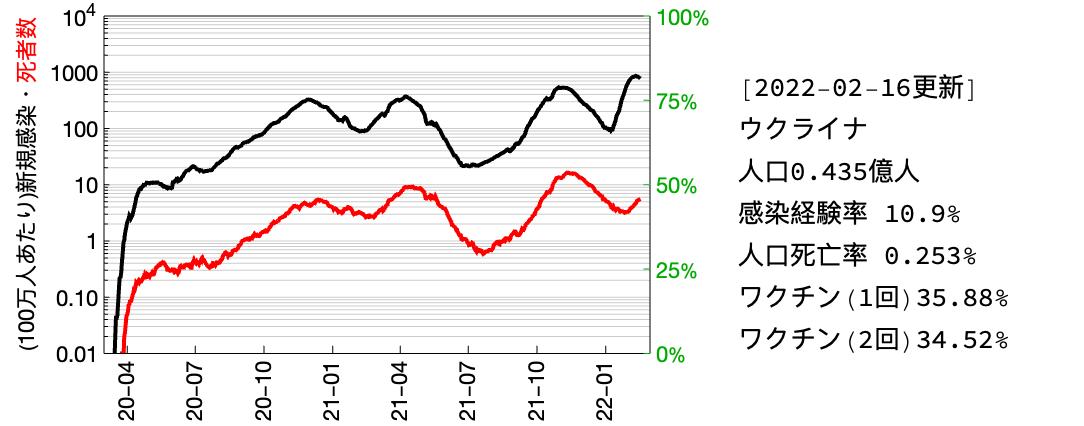 (100万人あたり)新規感染・死者数
10^4
1000
100
10
1
0.10
0.01
100%
75%
50%
25%
0%
20-04
20-07
20-10
21-01
21-04
21-07
21-10
22-01
[2022-02-16更新]
ウクライナ
人口0.435億人
感染経験率 10.9%
人口死亡率 0.253%
ワクチン(1回)35.88%
ワクチン(2回)34.52%